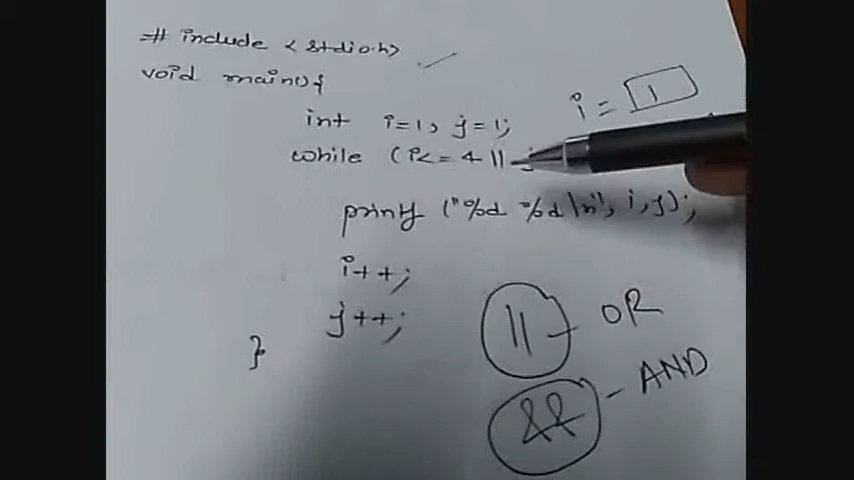 # include <stdio.h>
void main(){
int i=1, j=1;
i = 1
while (i<= 4 ||
printf ("%d %d \n", i, j);
i++;
j++;
}
|| - OR
&& - AND